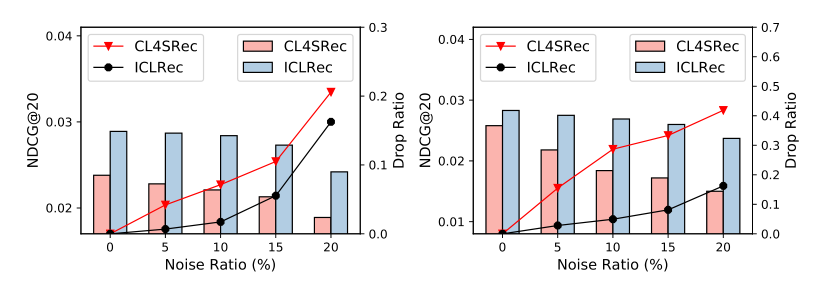 0.04
0.03
0.02
NDCG@20
CL4SRec
ICLRec
CL4SRec
ICLRec
0.3
0.2
0.1
0.0
Drop Ratio
0 5 10 15 20
Noise Ratio (%)
0.04
0.03
0.02
0.01
NDCG@20
CL4SRec
ICLRec
CL4SRec
ICLRec
0.7
0.6
0.5
0.4
0.3
0.2
0.1
0.0
Drop Ratio
0 5 10 15 20
Noise Ratio (%)